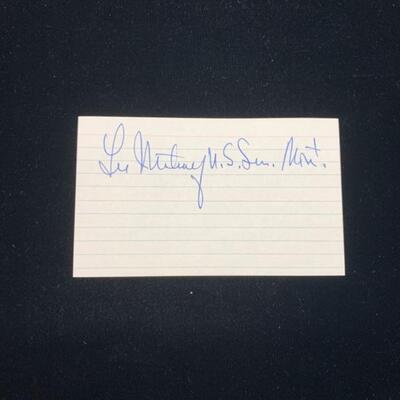 Lee Metcalf U.S. Sen. Mont.